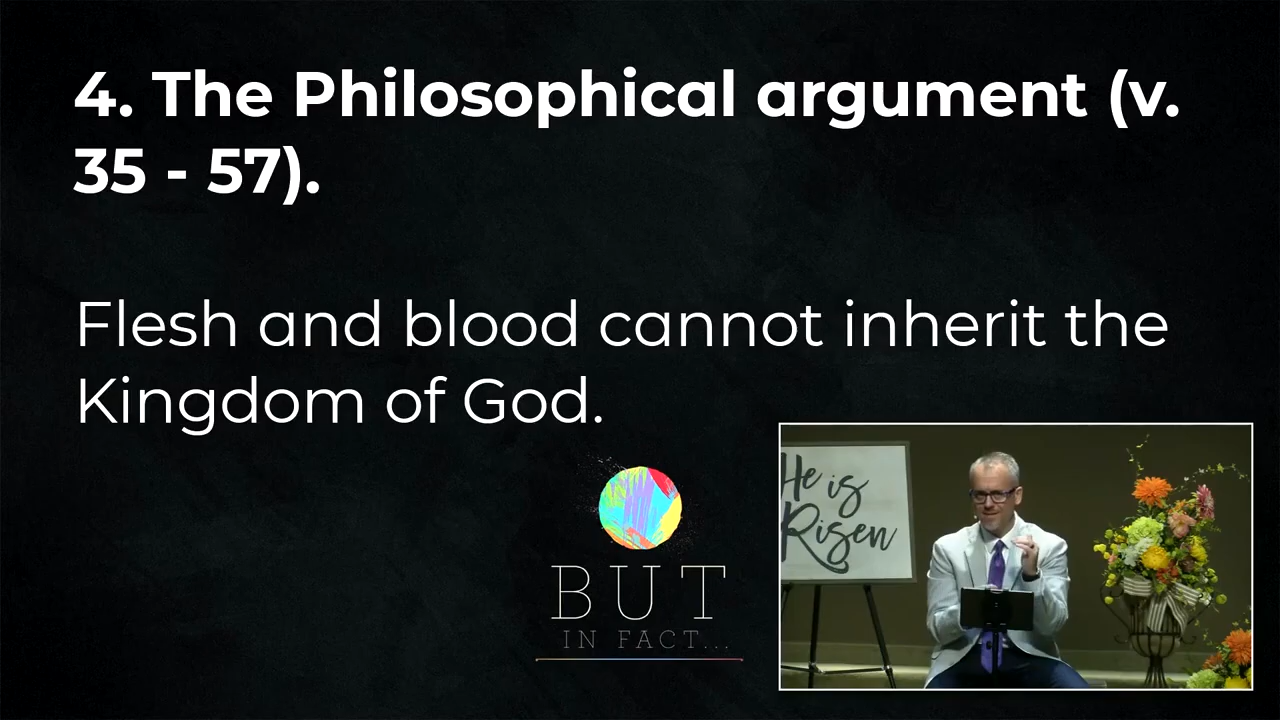 4. The Philosophical argument (v.
35 - 57).
Flesh and blood cannot inherit the
Kingdom of God.
BUT
IN FACT...
He is
Risen